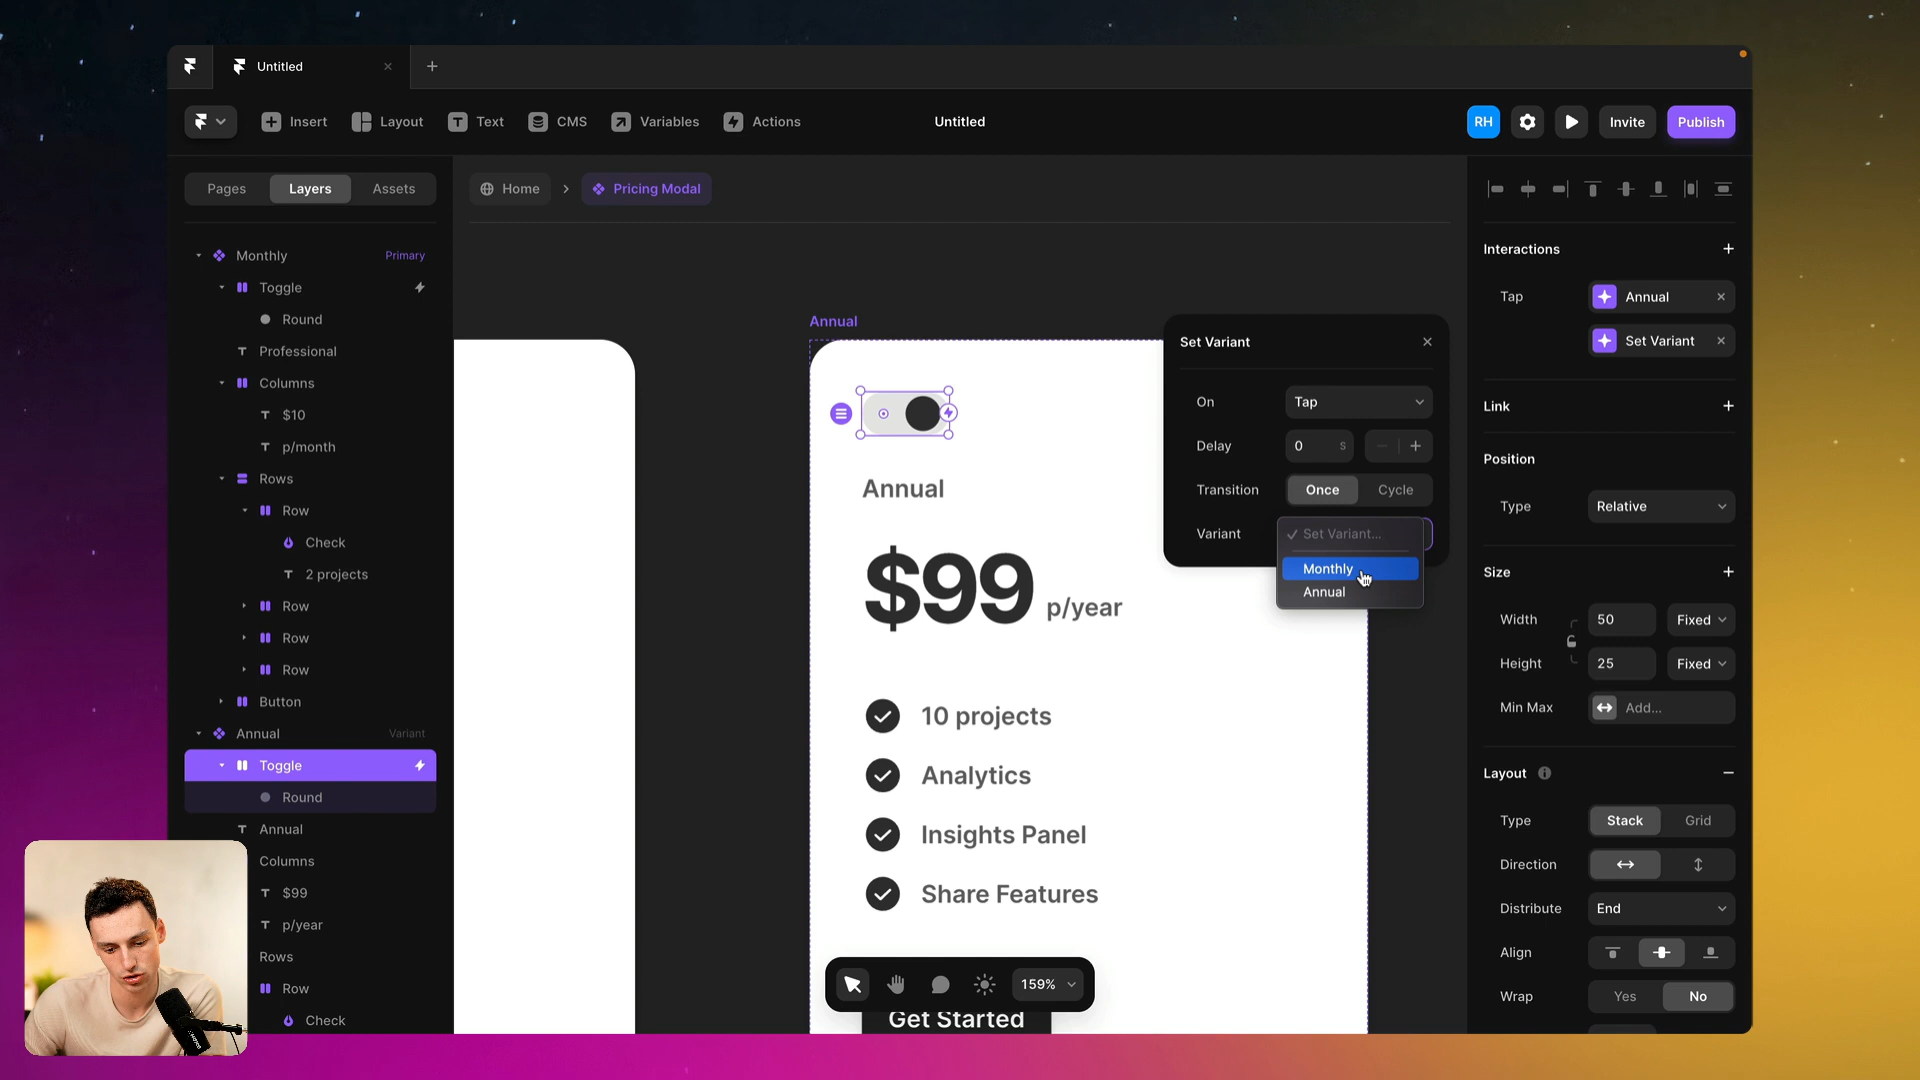 Untitled
Insert
Layout
Text
CMS
Variables
Actions
Untitled
RH
Invite
Publish
Pages
Layers
Assets
Home
Pricing Modal
Monthly
Primary
Toggle
Round
Professional
Columns
$10
p/month
Rows
Row
Check
2 projects
Row
Row
Row
Button
Annual
Variant
Toggle
Round
Annual
Columns
$99
p/year
Rows
Row
Check
Annual
Annual
$99 p/year
10 projects
Analytics
Insights Panel
Share Features
Get Started
159%
Set Variant
On
Tap
Delay
0
s
Transition
Once
Cycle
Variant
Set Variant...
Monthly
Annual
Interactions
Tap
Annual
Set Variant
Link
Position
Type
Relative
Size
Width
50
Fixed
Height
25
Fixed
Min Max
Add...
Layout
Type
Stack
Grid
Direction
Distribute
End
Align
Wrap
Yes
No